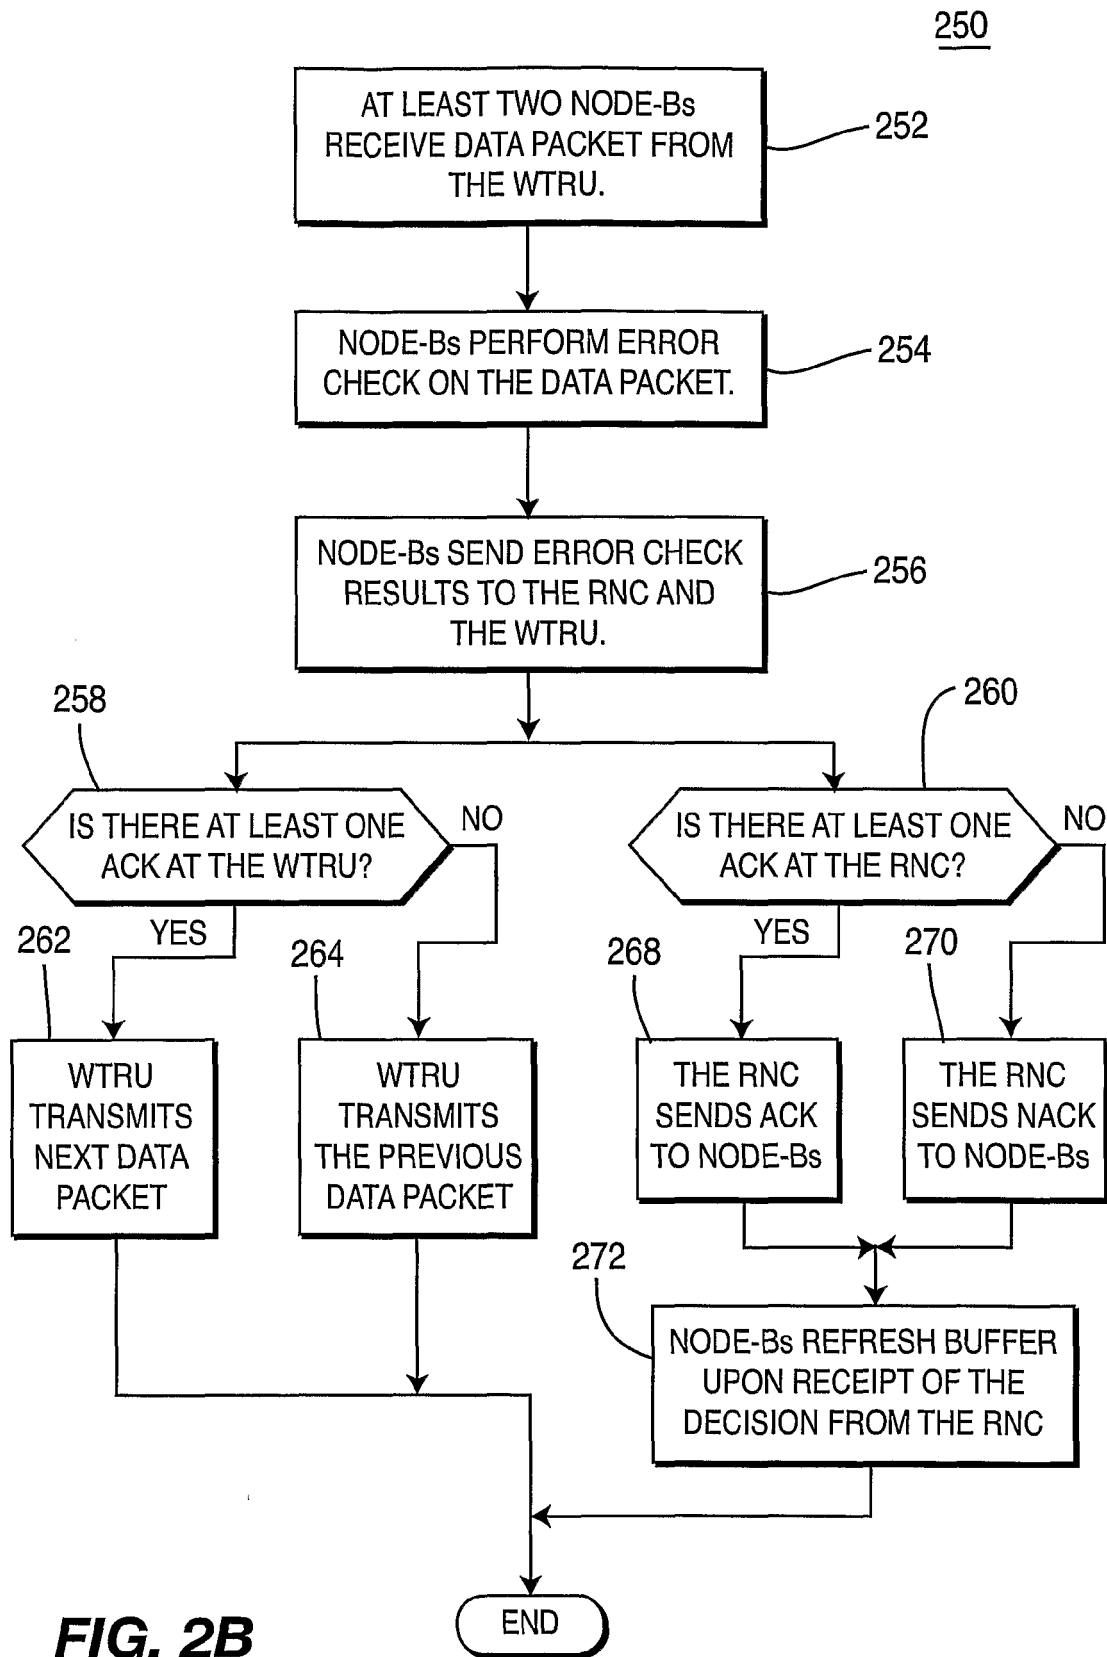 250
AT LEAST TWO NODE-Bs
RECEIVE DATA PACKET FROM
THE WTRU.
252
NODE-Bs PERFORM ERROR
CHECK ON THE DATA PACKET.
254
NODE-Bs SEND ERROR CHECK
RESULTS TO THE RNC AND
THE WTRU.
256
258
IS THERE AT LEAST ONE
ACK AT THE WTRU?
NO
YES
260
IS THERE AT LEAST ONE
ACK AT THE RNC?
NO
YES
262
WTRU
TRANSMITS
NEXT DATA
PACKET
264
WTRU
TRANSMITS
THE PREVIOUS
DATA PACKET
268
THE RNC
SENDS ACK
TO NODE-Bs
270
THE RNC
SENDS NACK
TO NODE-Bs
272
NODE-Bs REFRESH BUFFER
UPON RECEIPT OF THE
DECISION FROM THE RNC
END
FIG. 2B